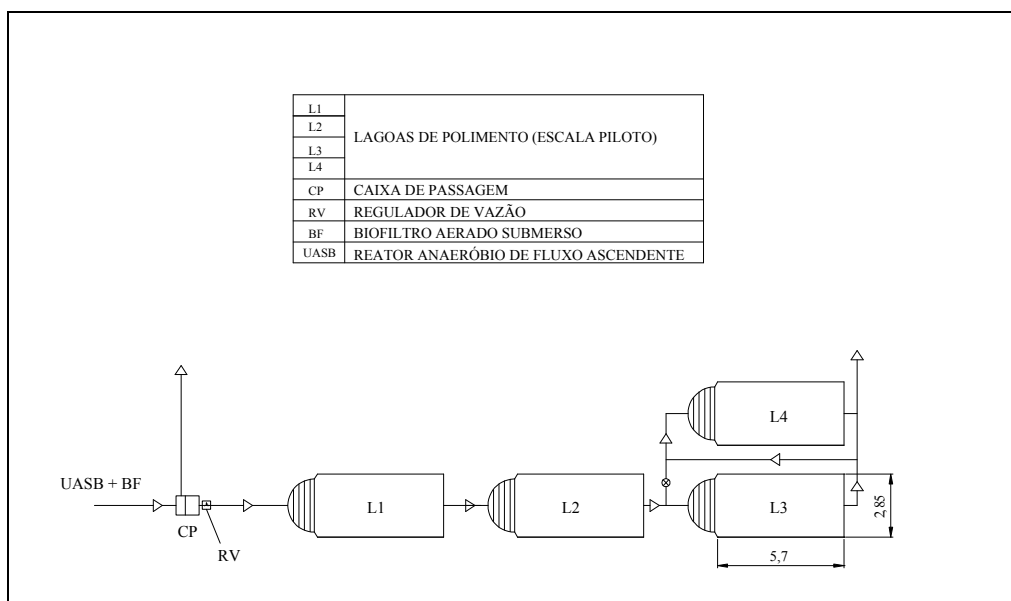 L1
L2
L3
L4
LAGOAS DE POLIMENTO (ESCALA PILOTO)
CP CAIXA DE PASSAGEM
RV REGULADOR DE VAZÃO
BF BIOFILTRO AERADO SUBMERSO
UASB REATOR ANAERÓBIO DE FLUXO ASCENDENTE
L4
UASB + BF
CP
RV
L1
L2
L3
2,85
5,7